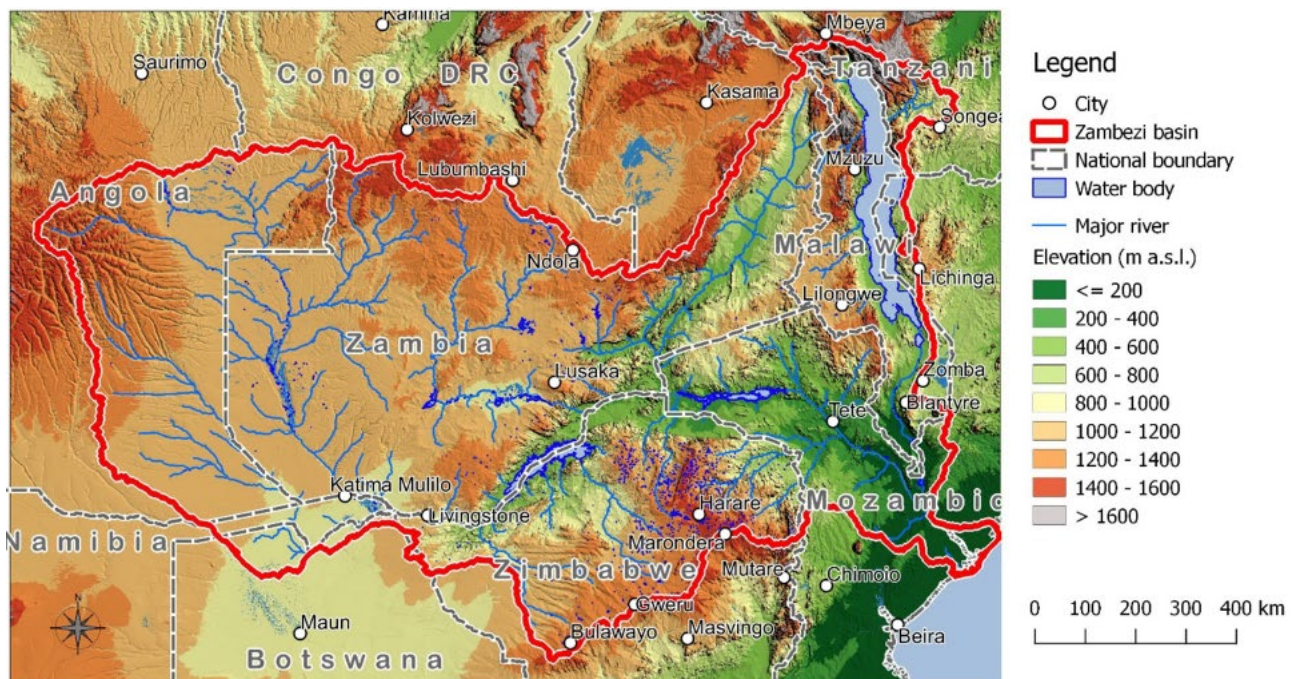 Kamina
Mbeya
Saurimo
Congo DRC
Tanzani
Kasama
Kolwezi
Songea
Lubumbashi
Mzuzu
Angola
Malawi
Ndola
Lichinga
Lilongwe
Zambia
Lusaka
Zomba
Blantyre
Tete
Katima Mulilo
Harare
Mozambiq
Livingstone
Namibia
Marondera
Zimbabwe
Mutare
Chimoio
Gweru
Maun
Bulawayo
Masvingo
Beira
Botswana
N
Legend
City
Zambezi basin
National boundary
Water body
Major river
Elevation (m a.s.l.)
<= 200
200 - 400
400 - 600
600 - 800
800 - 1000
1000 - 1200
1200 - 1400
1400 - 1600
> 1600
0 100 200 300 400 km